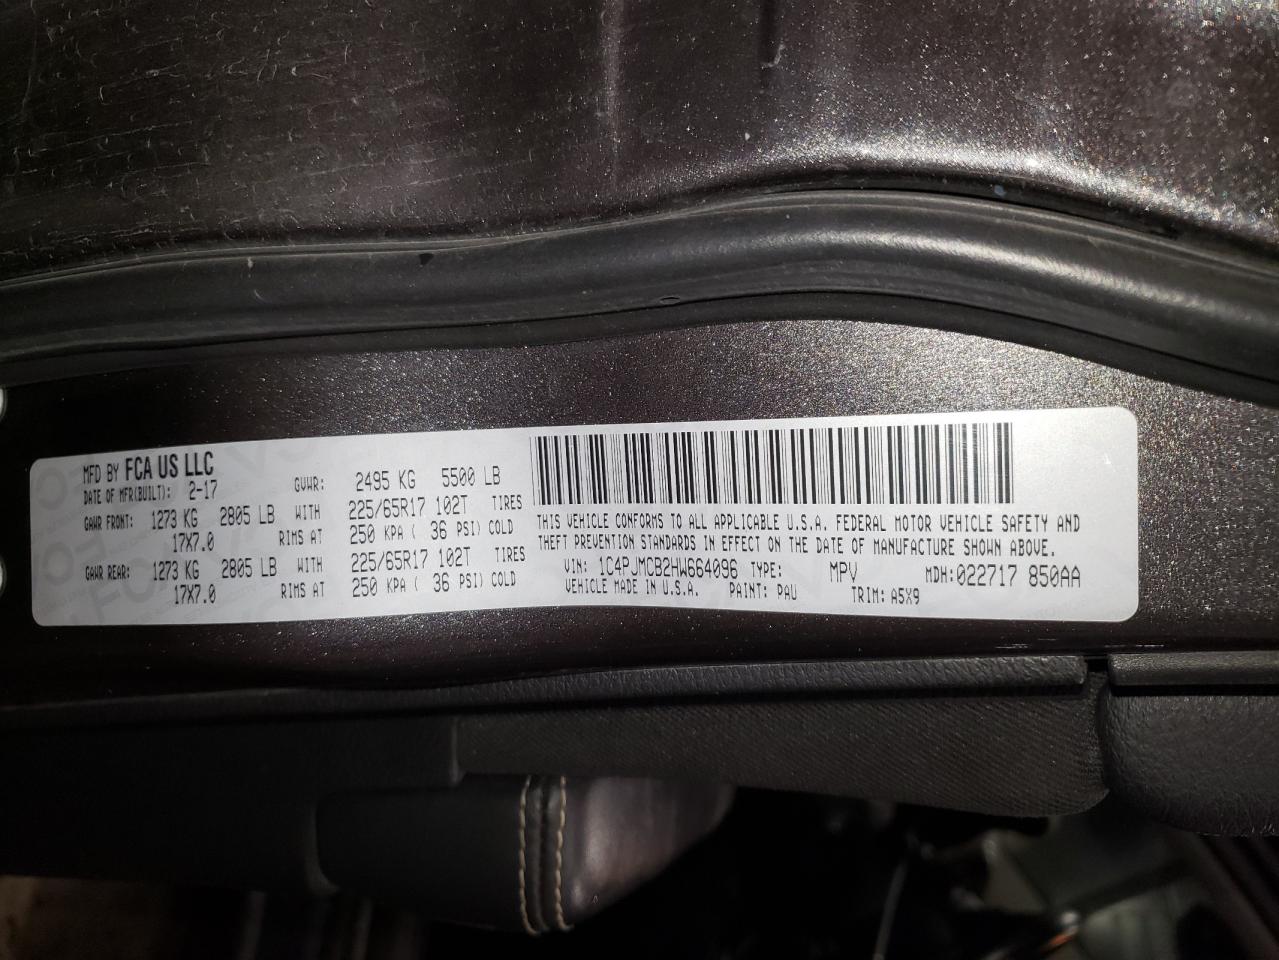 MFD BY FCA US LLC
DATE OF MFR(BUILT): 2-17 GVWR: 2495 KG 5500 LB
GAWR FRONT: 1273 KG 2805 LB WITH 225/65R17 102T TIRES
17X7.0 RIMS AT 250 KPA ( 36 PSI) COLD
GAWR REAR: 1273 KG 2805 LB WITH 225/65R17 102T TIRES
17X7.0 RIMS AT 250 KPA ( 36 PSI) COLD
THIS VEHICLE CONFORMS TO ALL APPLICABLE U.S.A. FEDERAL MOTOR VEHICLE SAFETY AND
THEFT PREVENTION STANDARDS IN EFFECT ON THE DATE OF MANUFACTURE SHOWN ABOVE.
VIN: 1C4PJMCB2HW664096 TYPE: MPV MDH:022717 850AA
VEHICLE MADE IN U.S.A. PAINT: PAU TRIM: A5X9